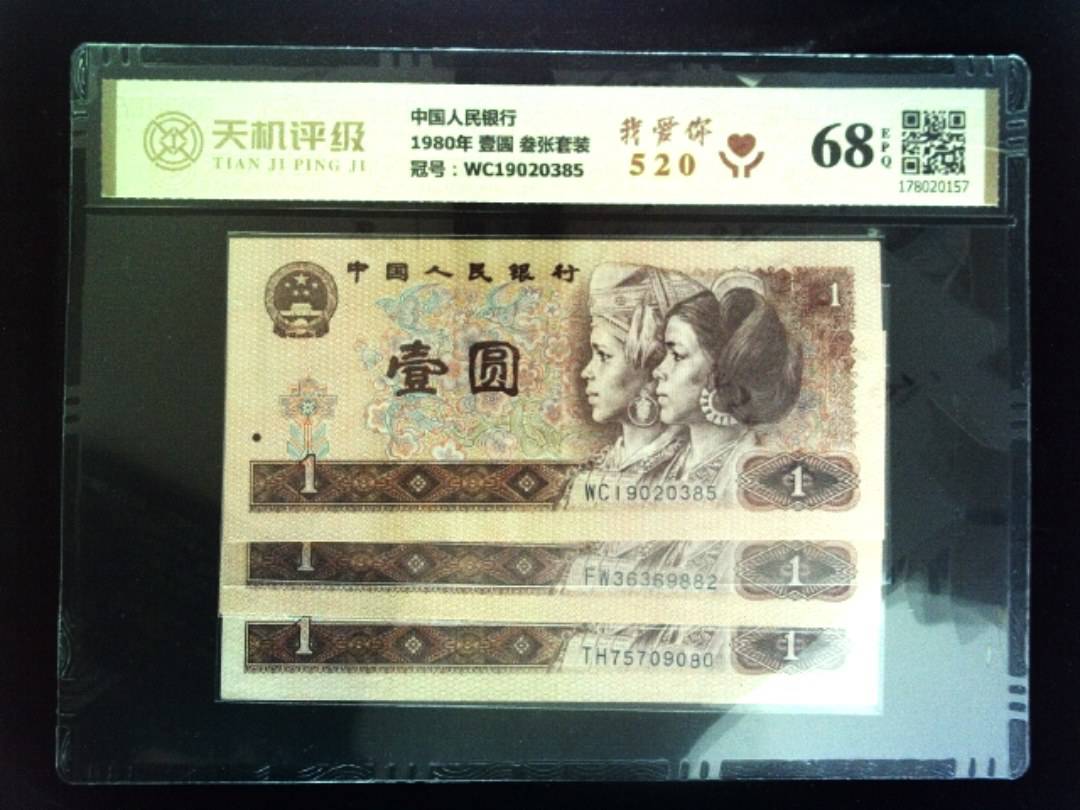 天机评级
TIAN JI PING JI
中国人民银行
1980年 壹圆 叁张套装
冠号：WC19020385
我爱你
520
68
EPQ
178020157
中国人民银行
1
壹圆
1
WC19020385
1
1
FW36369882
1
1
TH75709080
1